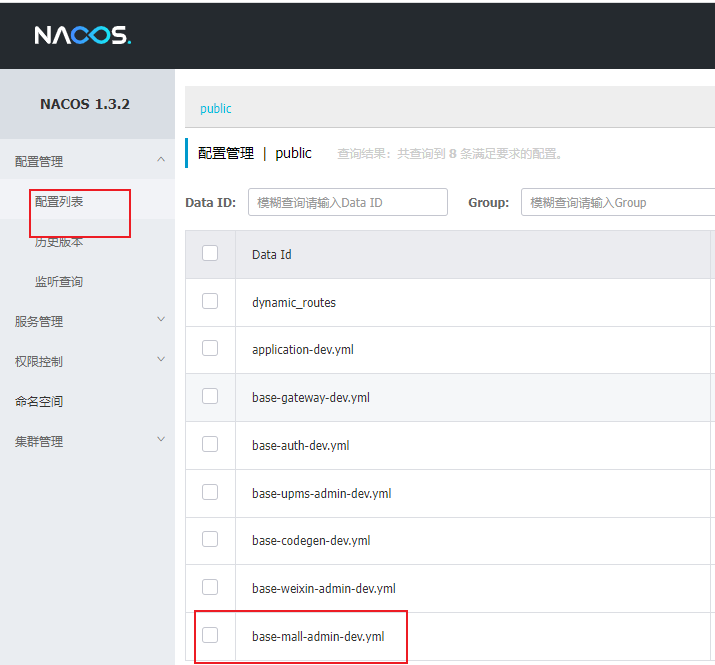 NACOS.
NACOS 1.3.2
配置管理
配置列表
历史版本
监听查询
服务管理
权限控制
命名空间
集群管理
public
配置管理 | public 查询结果：共查询到 8 条满足要求的配置。
Data ID: 模糊查询请输入Data ID Group: 模糊查询请输入Group
Data Id
dynamic_routes
application-dev.yml
base-gateway-dev.yml
base-auth-dev.yml
base-upms-admin-dev.yml
base-codegen-dev.yml
base-weixin-admin-dev.yml
base-mall-admin-dev.yml